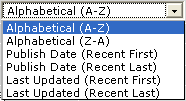 Alphabetical (A-Z)
Alphabetical (A-Z)
Alphabetical (Z-A)
Publish Date (Recent First)
Publish Date (Recent Last)
Last Updated (Recent First)
Last Updated (Recent Last)